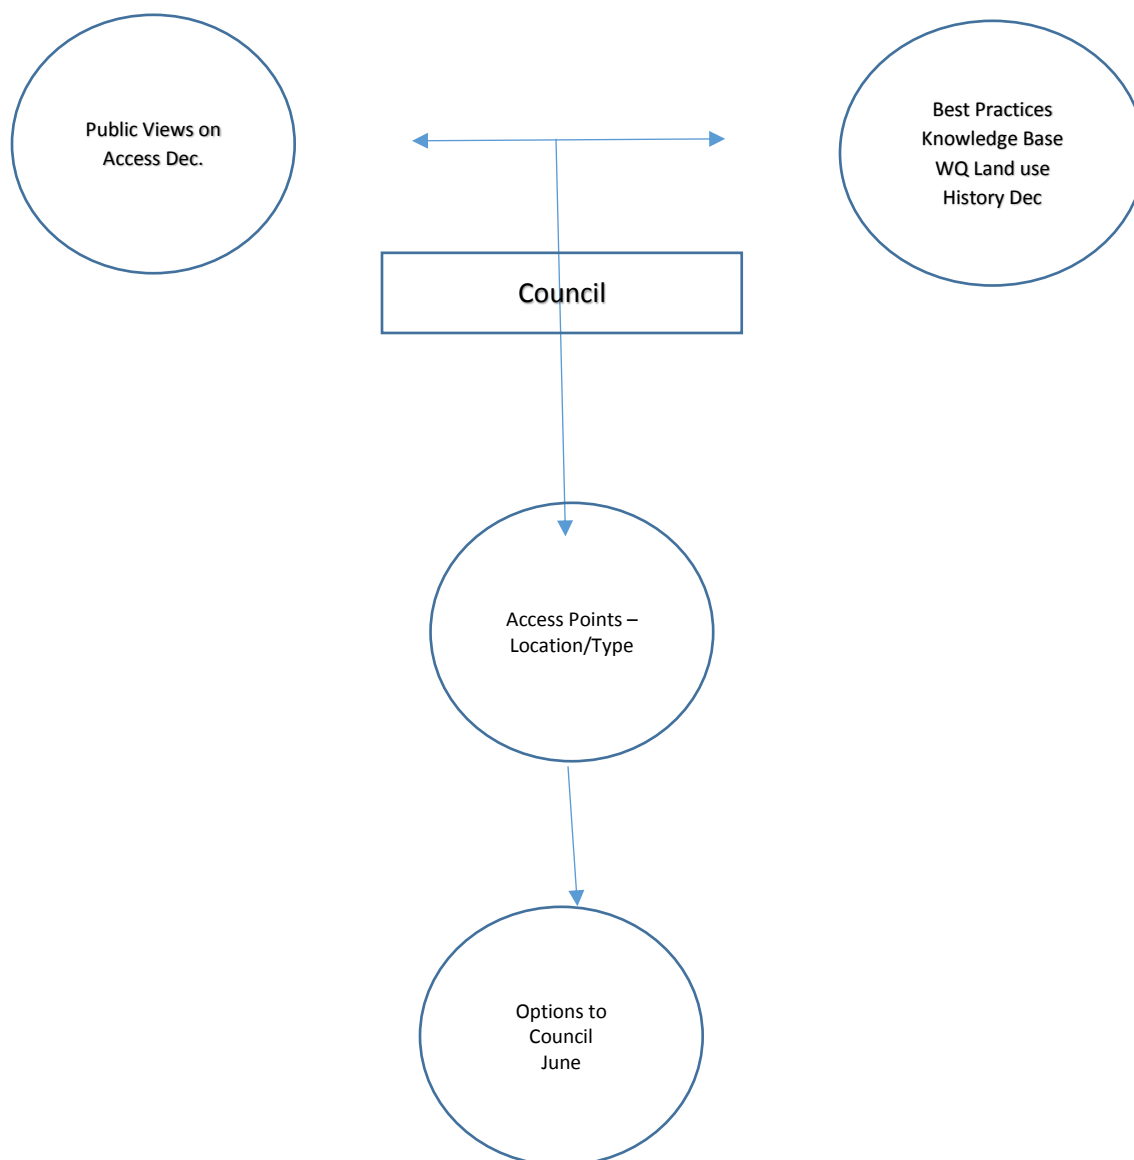 Public Views on
Access Dec.
Best Practices
Knowledge Base
WQ Land use
History Dec
Council
Access Points –
Location/Type
Options to
Council
June